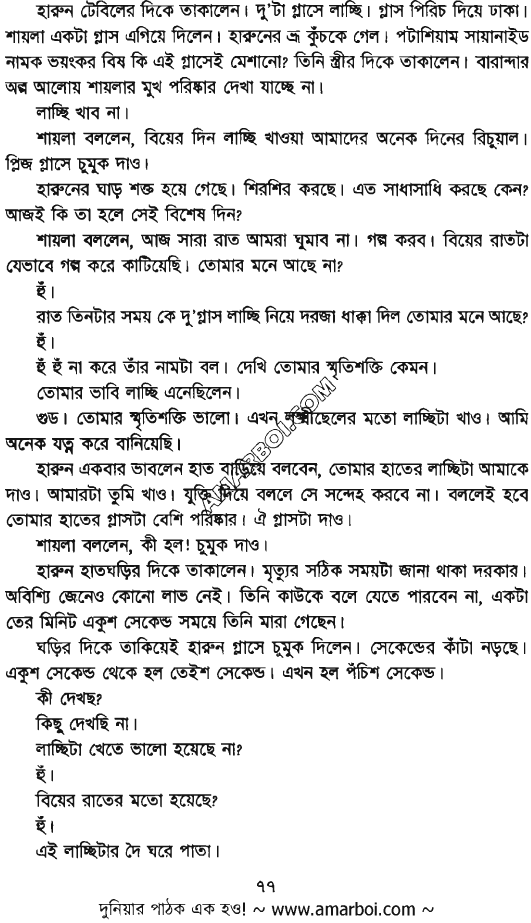 হারুন টেবিলের দিকে তাকালেন। দু'টা গ্লাসে লাচ্ছি। গ্লাস পিরিচ দিয়ে ঢাকা।
শায়লা একটা গ্লাস এগিয়ে দিলেন। হারুনের ভ্রূ কুঁচকে গেল। পটাশিয়াম সায়ানাইড
নামক ভয়ংকর বিষ কি এই গ্লাসেই মেশানো? তিনি স্ত্রীর দিকে তাকালেন। বারান্দার
অল্প আলোয় শায়লার মুখ পরিষ্কার দেখা যাচ্ছে না।
লাচ্ছি খাব না।
শায়লা বললেন, বিয়ের দিন লাচ্ছি খাওয়া আমাদের অনেক দিনের রিচুয়াল।
প্লিজ গ্লাসে চুমুক দাও।
হারুনের ঘাড় শক্ত হয়ে গেছে। শিরশির করছে। এত সাধাসাধি করছে কেন?
আজই কি তা হলে সেই বিশেষ দিন?
শায়লা বললেন, আজ সারা রাত আমরা ঘুমাব না। গল্প করব। বিয়ের রাতটা
যেভাবে গল্প করে কাটিয়েছি। তোমার মনে আছে না?
হুঁ।
রাত তিনটার সময় কে দু'গ্লাস লাচ্ছি নিয়ে দরজা ধাক্কা দিল তোমার মনে আছে?
হুঁ।
হুঁ হুঁ না করে তাঁর নামটা বল। দেখি তোমার স্মৃতিশক্তি কেমন।
তোমার ভাবি লাচ্ছি এনেছিলেন।
গুড। তোমার স্মৃতিশক্তি ভালো। এখন লক্ষ্মীছেলের মতো লাচ্ছিটা খাও। আমি
অনেক যত্ন করে বানিয়েছি।
হারুন একবার ভাবলেন হাত বাড়িয়ে বলবেন, তোমার হাতের লাচ্ছিটা আমাকে
দাও। আমারটা তুমি খাও। যুক্তি দিয়ে বললে সে সন্দেহ করবে না। বললেই হবে
তোমার হাতের গ্লাসটা বেশি পরিষ্কার। ঐ গ্লাসটা দাও।
শায়লা বললেন, কী হল! চুমুক দাও।
হারুন হাতঘড়ির দিকে তাকালেন। মৃত্যুর সঠিক সময়টা জানা থাকা দরকার।
অবিশ্যি জেনেও কোনো লাভ নেই। তিনি কাউকে বলে যেতে পারবেন না, একটা
তের মিনিট একুশ সেকেন্ড সময়ে তিনি মারা গেছেন।
ঘড়ির দিকে তাকিয়েই হারুন গ্লাসে চুমুক দিলেন। সেকেন্ডের কাঁটা নড়ছে।
একুশ সেকেন্ড থেকে হল তেইশ সেকেন্ড। এখন হল পঁচিশ সেকেন্ড।
কী দেখছ?
কিছু দেখছি না।
লাচ্ছিটা খেতে ভালো হয়েছে না?
হুঁ।
বিয়ের রাতের মতো হয়েছে?
হুঁ।
এই লাচ্ছিটার দৈ ঘরে পাতা।
৭৭
দুনিয়ার পাঠক এক হও! ~ www.amarboi.com ~
AMARBOI.COM